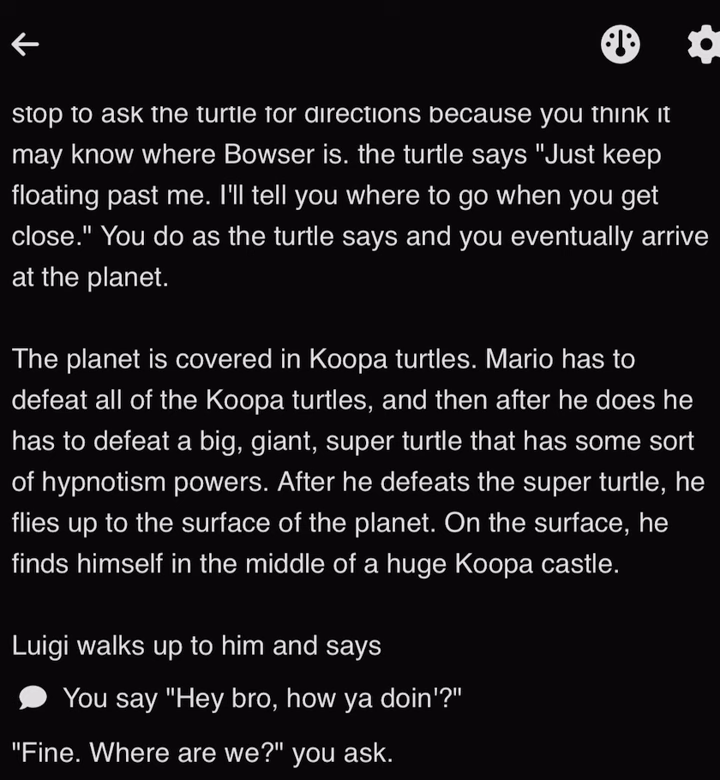 stop to ask the turtle for directions because you think it
may know where Bowser is. the turtle says "Just keep
floating past me. I'll tell you where to go when you get
close." You do as the turtle says and you eventually arrive
at the planet.
The planet is covered in Koopa turtles. Mario has to
defeat all of the Koopa turtles, and then after he does he
has to defeat a big, giant, super turtle that has some sort
of hypnotism powers. After he defeats the super turtle, he
flies up to the surface of the planet. On the surface, he
finds himself in the middle of a huge Koopa castle.
Luigi walks up to him and says
You say "Hey bro, how ya doin'?"
"Fine. Where are we?" you ask.